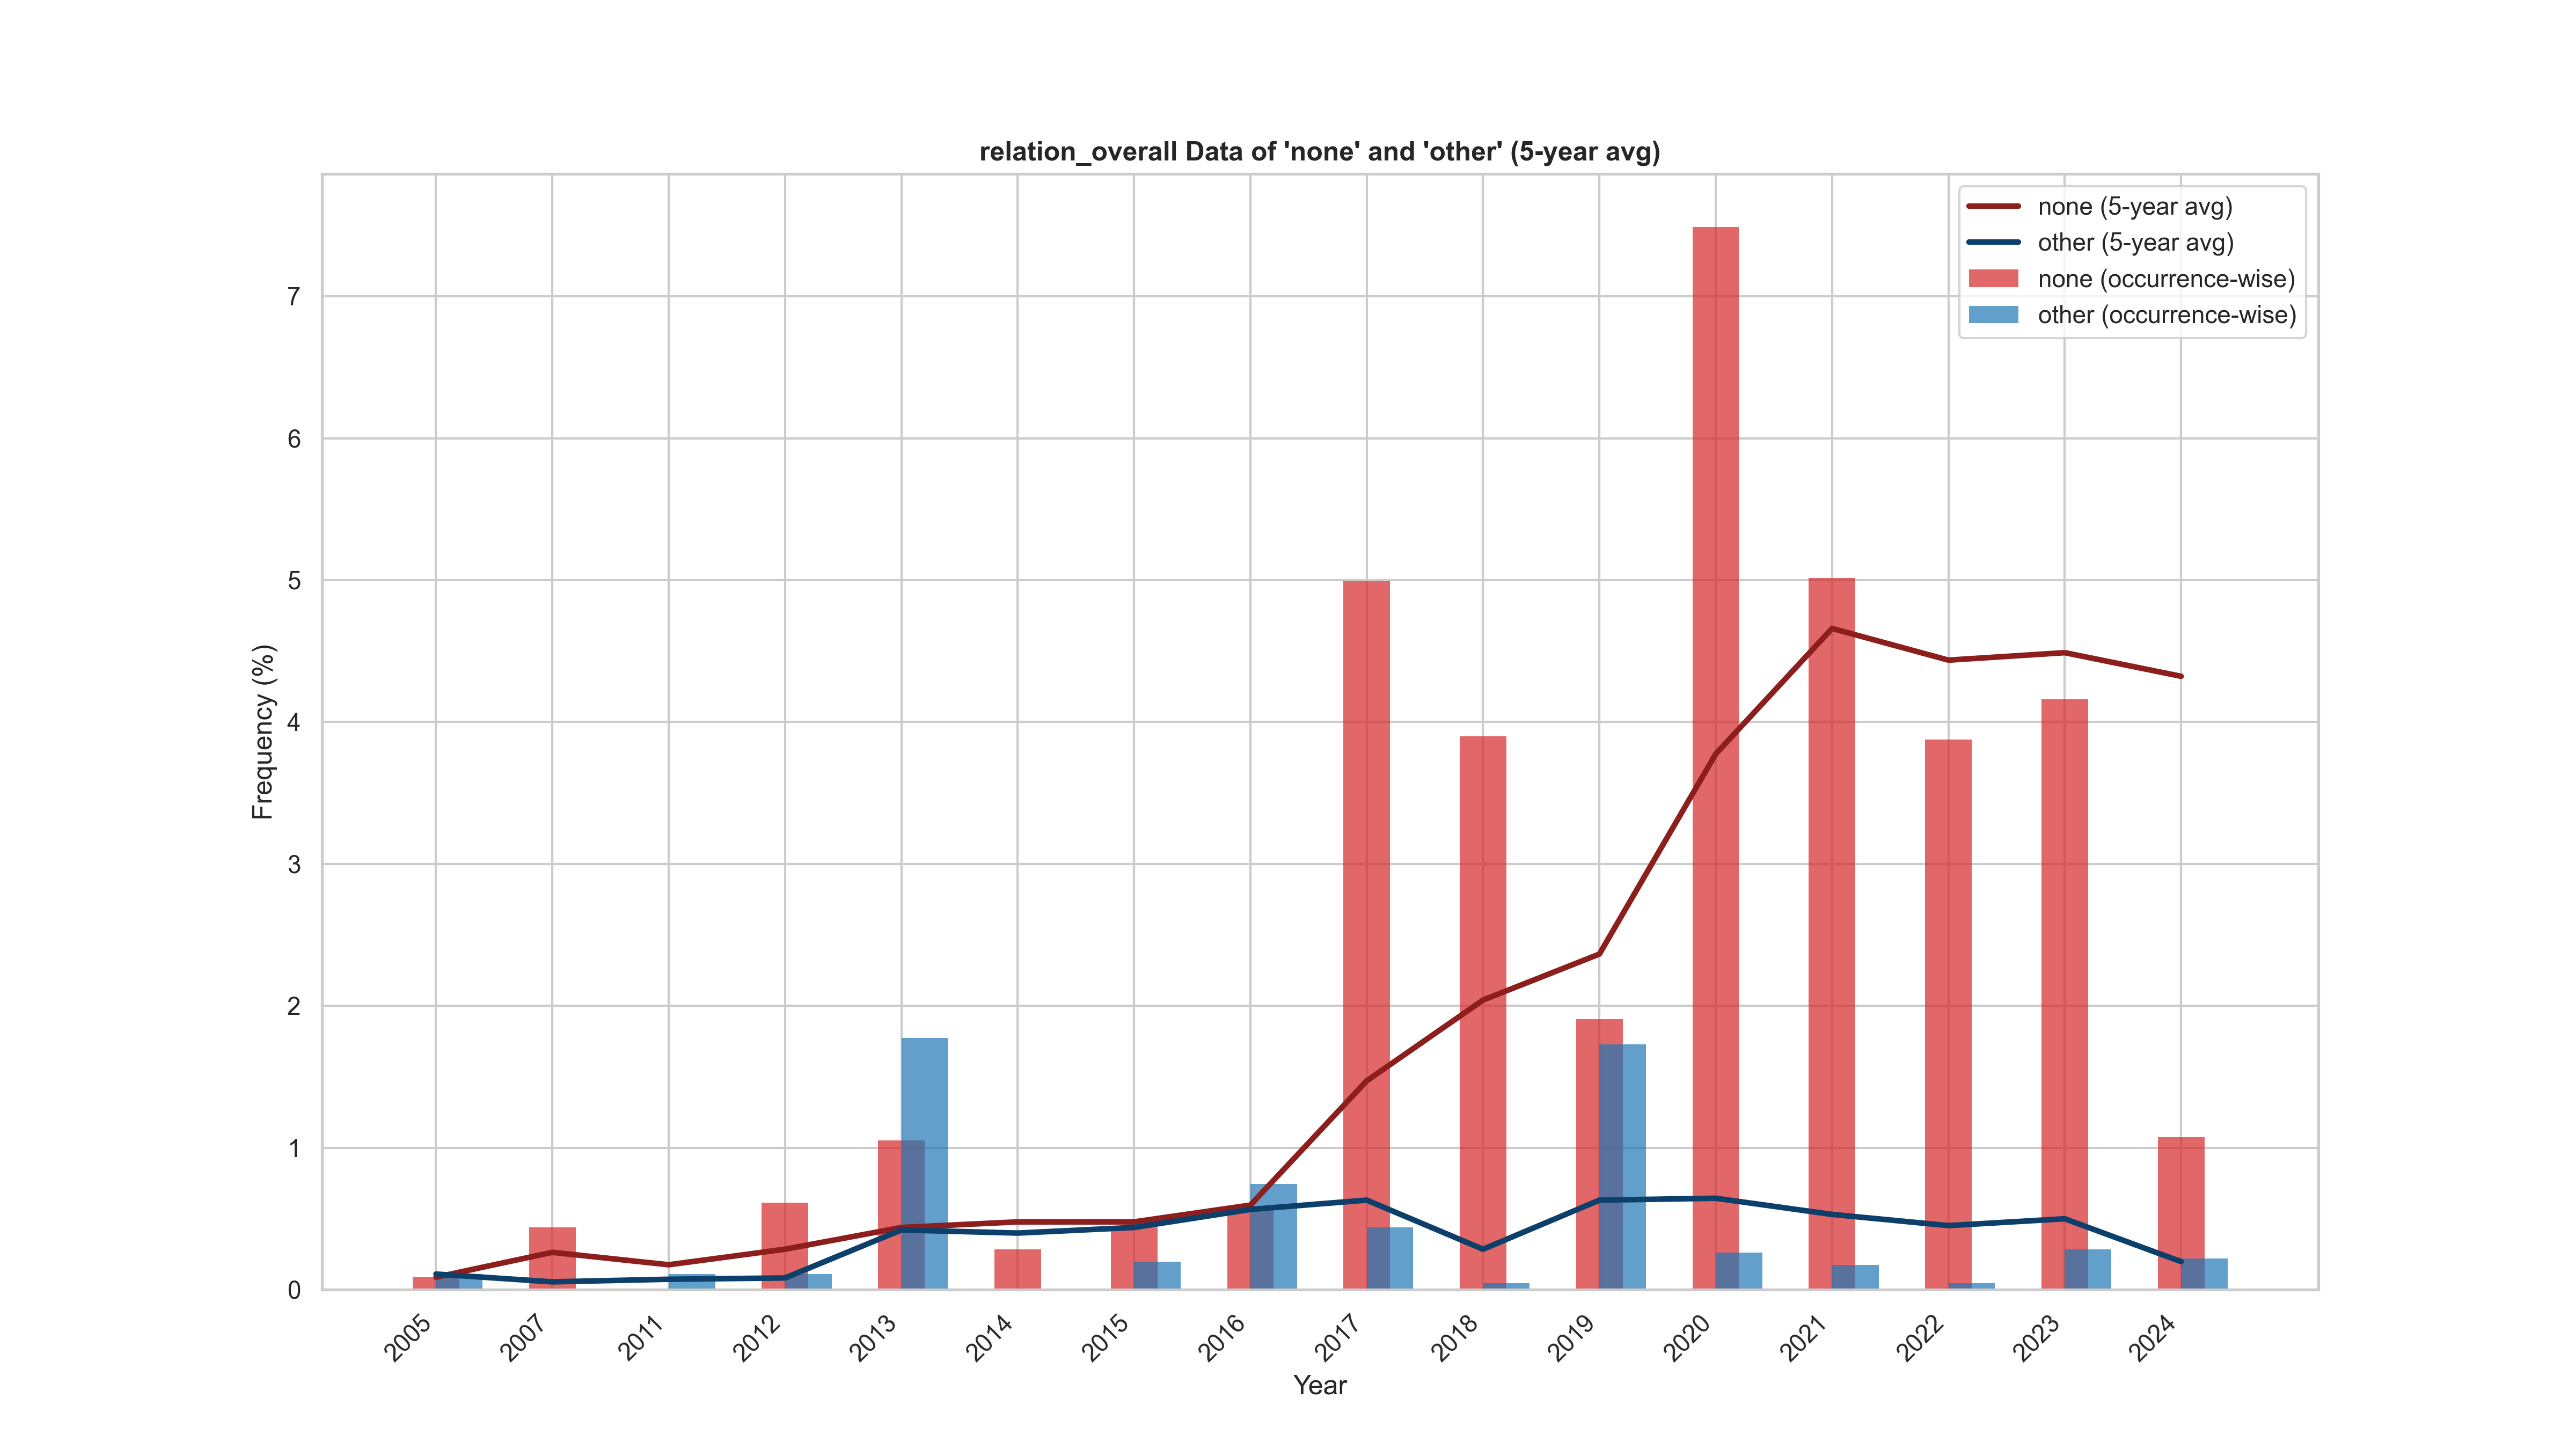 relation_overall Data of 'none' and 'other' (5-year avg)
none (5-year avg)
other (5-year avg)
none (occurrence-wise)
other (occurrence-wise)
Frequency (%)
7
6
5
4
3
2
1
0
2005 2007 2011 2012 2013 2014 2015 2016 2017 2018 2019 2020 2021 2022 2023 2024
Year